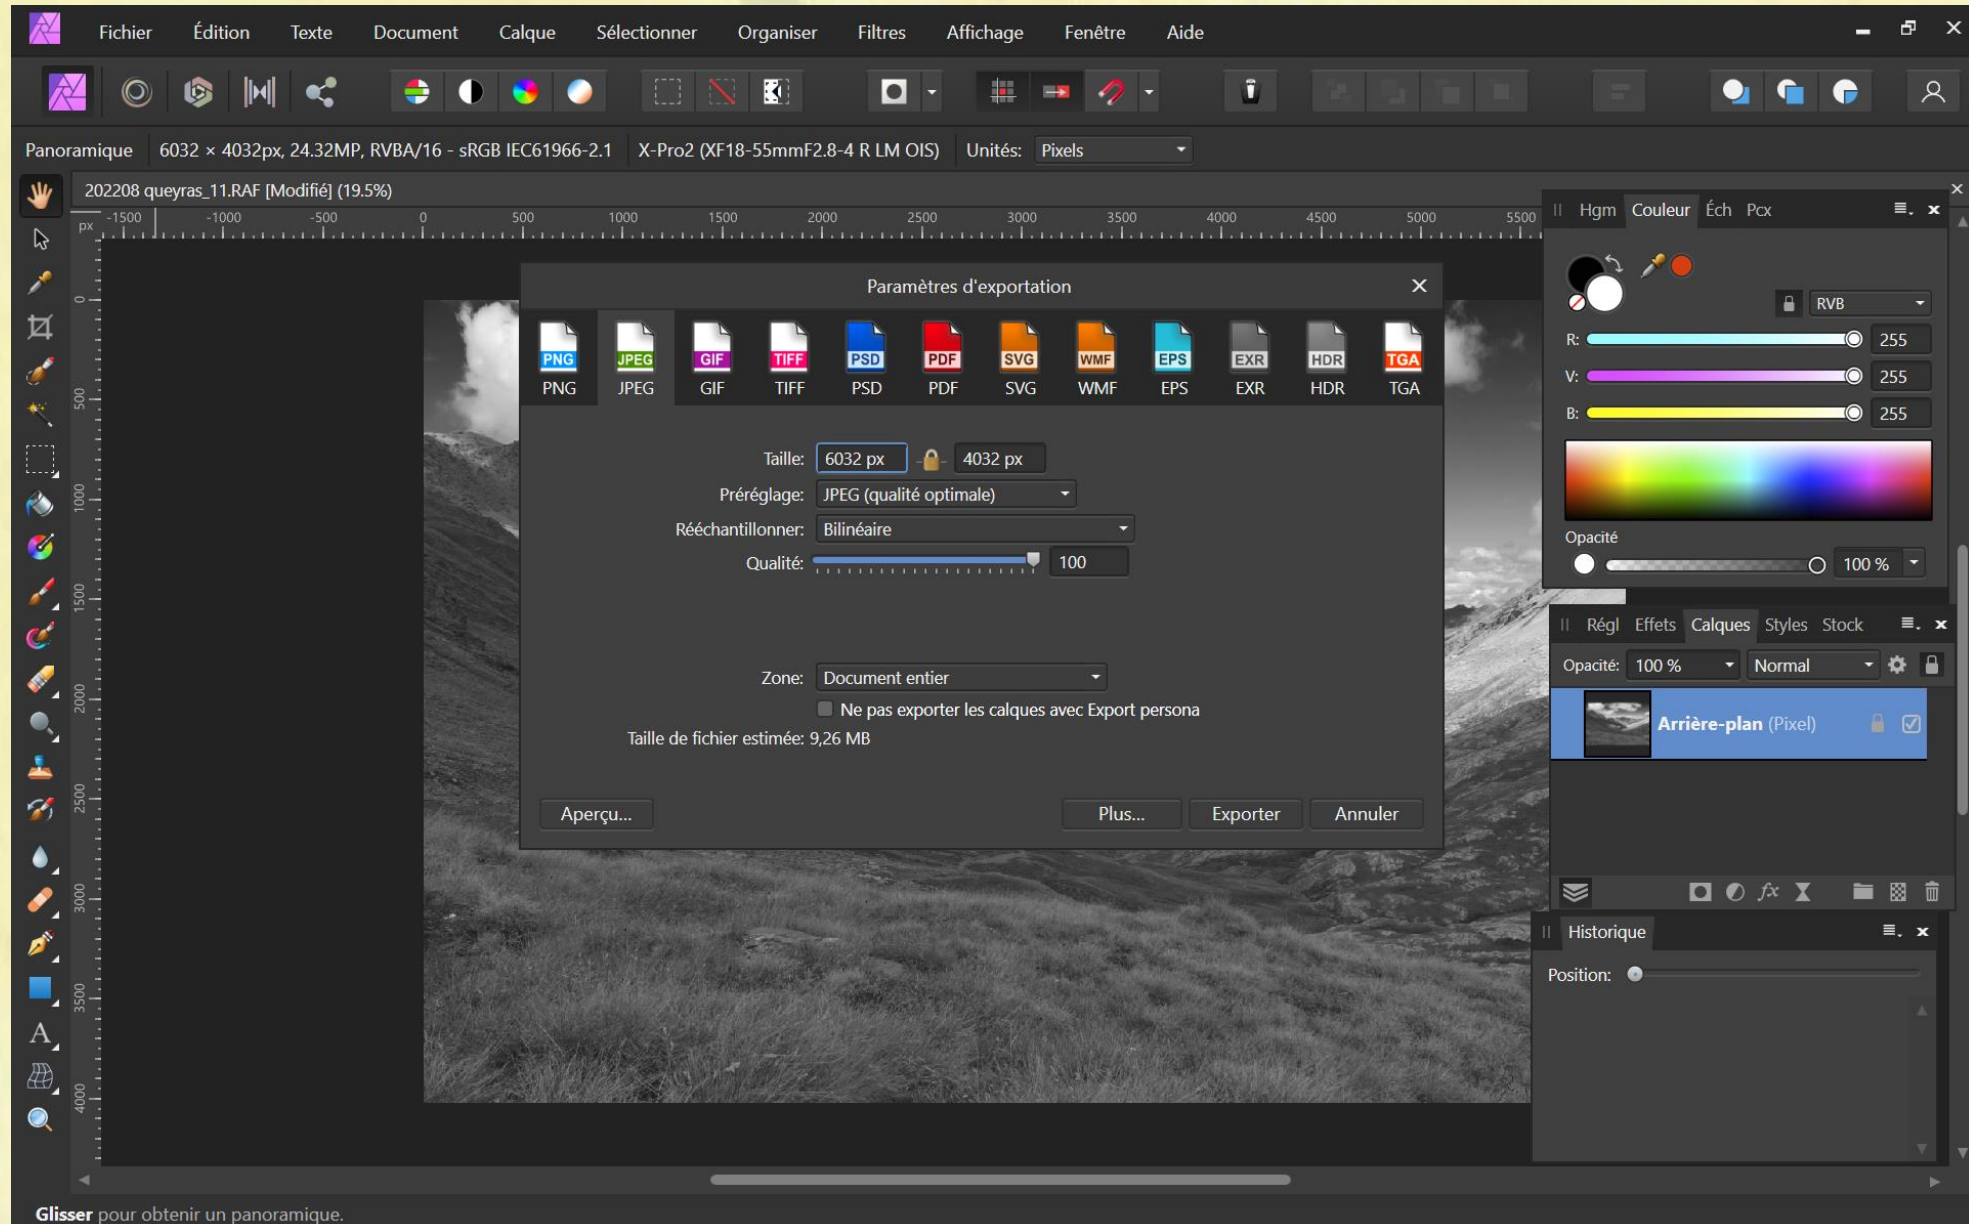 Fichier Édition Texte Document Calque Sélectionner Organiser Filtres Affichage Fenêtre Aide
Panoramique 6032 × 4032px, 24.32MP, RVBA/16 - sRGB IEC61966-2.1 X-Pro2 (XF18-55mmF2.8-4 R LM OIS) Unités: Pixels
202208 queyras_11.RAF [Modifié] (19.5%)
px -1500 -1000 -500 0 500 1000 1500 2000 2500 3000 3500 4000 4500 5000 5500
0
500
1000
1500
2000
2500
3000
3500
4000
Paramètres d'exportation
PNG JPEG GIF TIFF PSD PDF SVG WMF EPS EXR HDR TGA
PNG JPEG GIF TIFF PSD PDF SVG WMF EPS EXR HDR TGA
Taille: 6032 px 4032 px
Préréglage: JPEG (qualité optimale)
Rééchantillonner: Bilinéaire
Qualité: 100
Zone: Document entier
Ne pas exporter les calques avec Export persona
Taille de fichier estimée: 9,26 MB
Aperçu... Plus... Exporter Annuler
Hgm Couleur Éch Pcx
RVB
R: 255
V: 255
B: 255
Opacité
100 %
Régl Effets Calques Styles Stock
Opacité: 100 % Normal
Arrière-plan (Pixel)
fx
Historique
Position:
A
Glisser pour obtenir un panoramique.